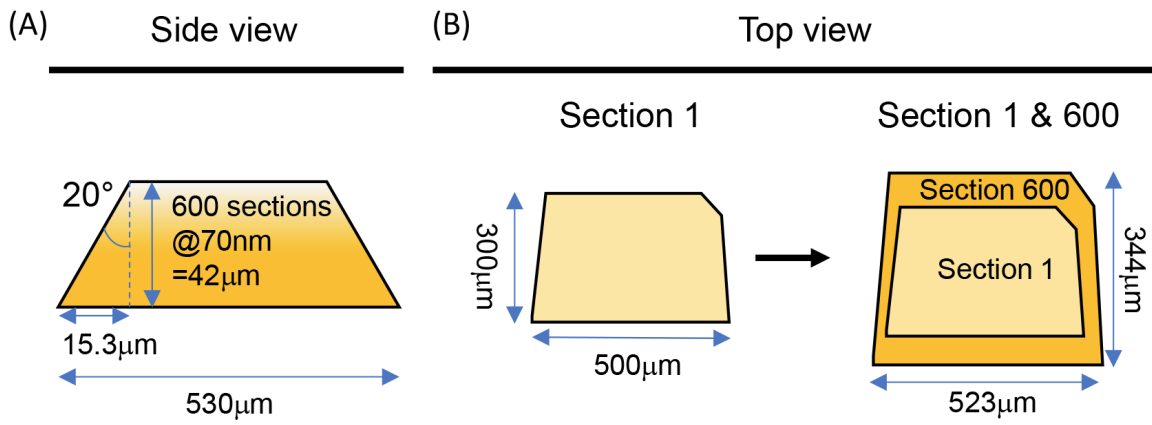 (A)
Side view
(B)
Top view
Section 1
Section 1 & 600
20°
600 sections
@70nm
=42μm
15.3μm
530μm
300μm
500μm
Section 600
Section 1
344μm
523μm